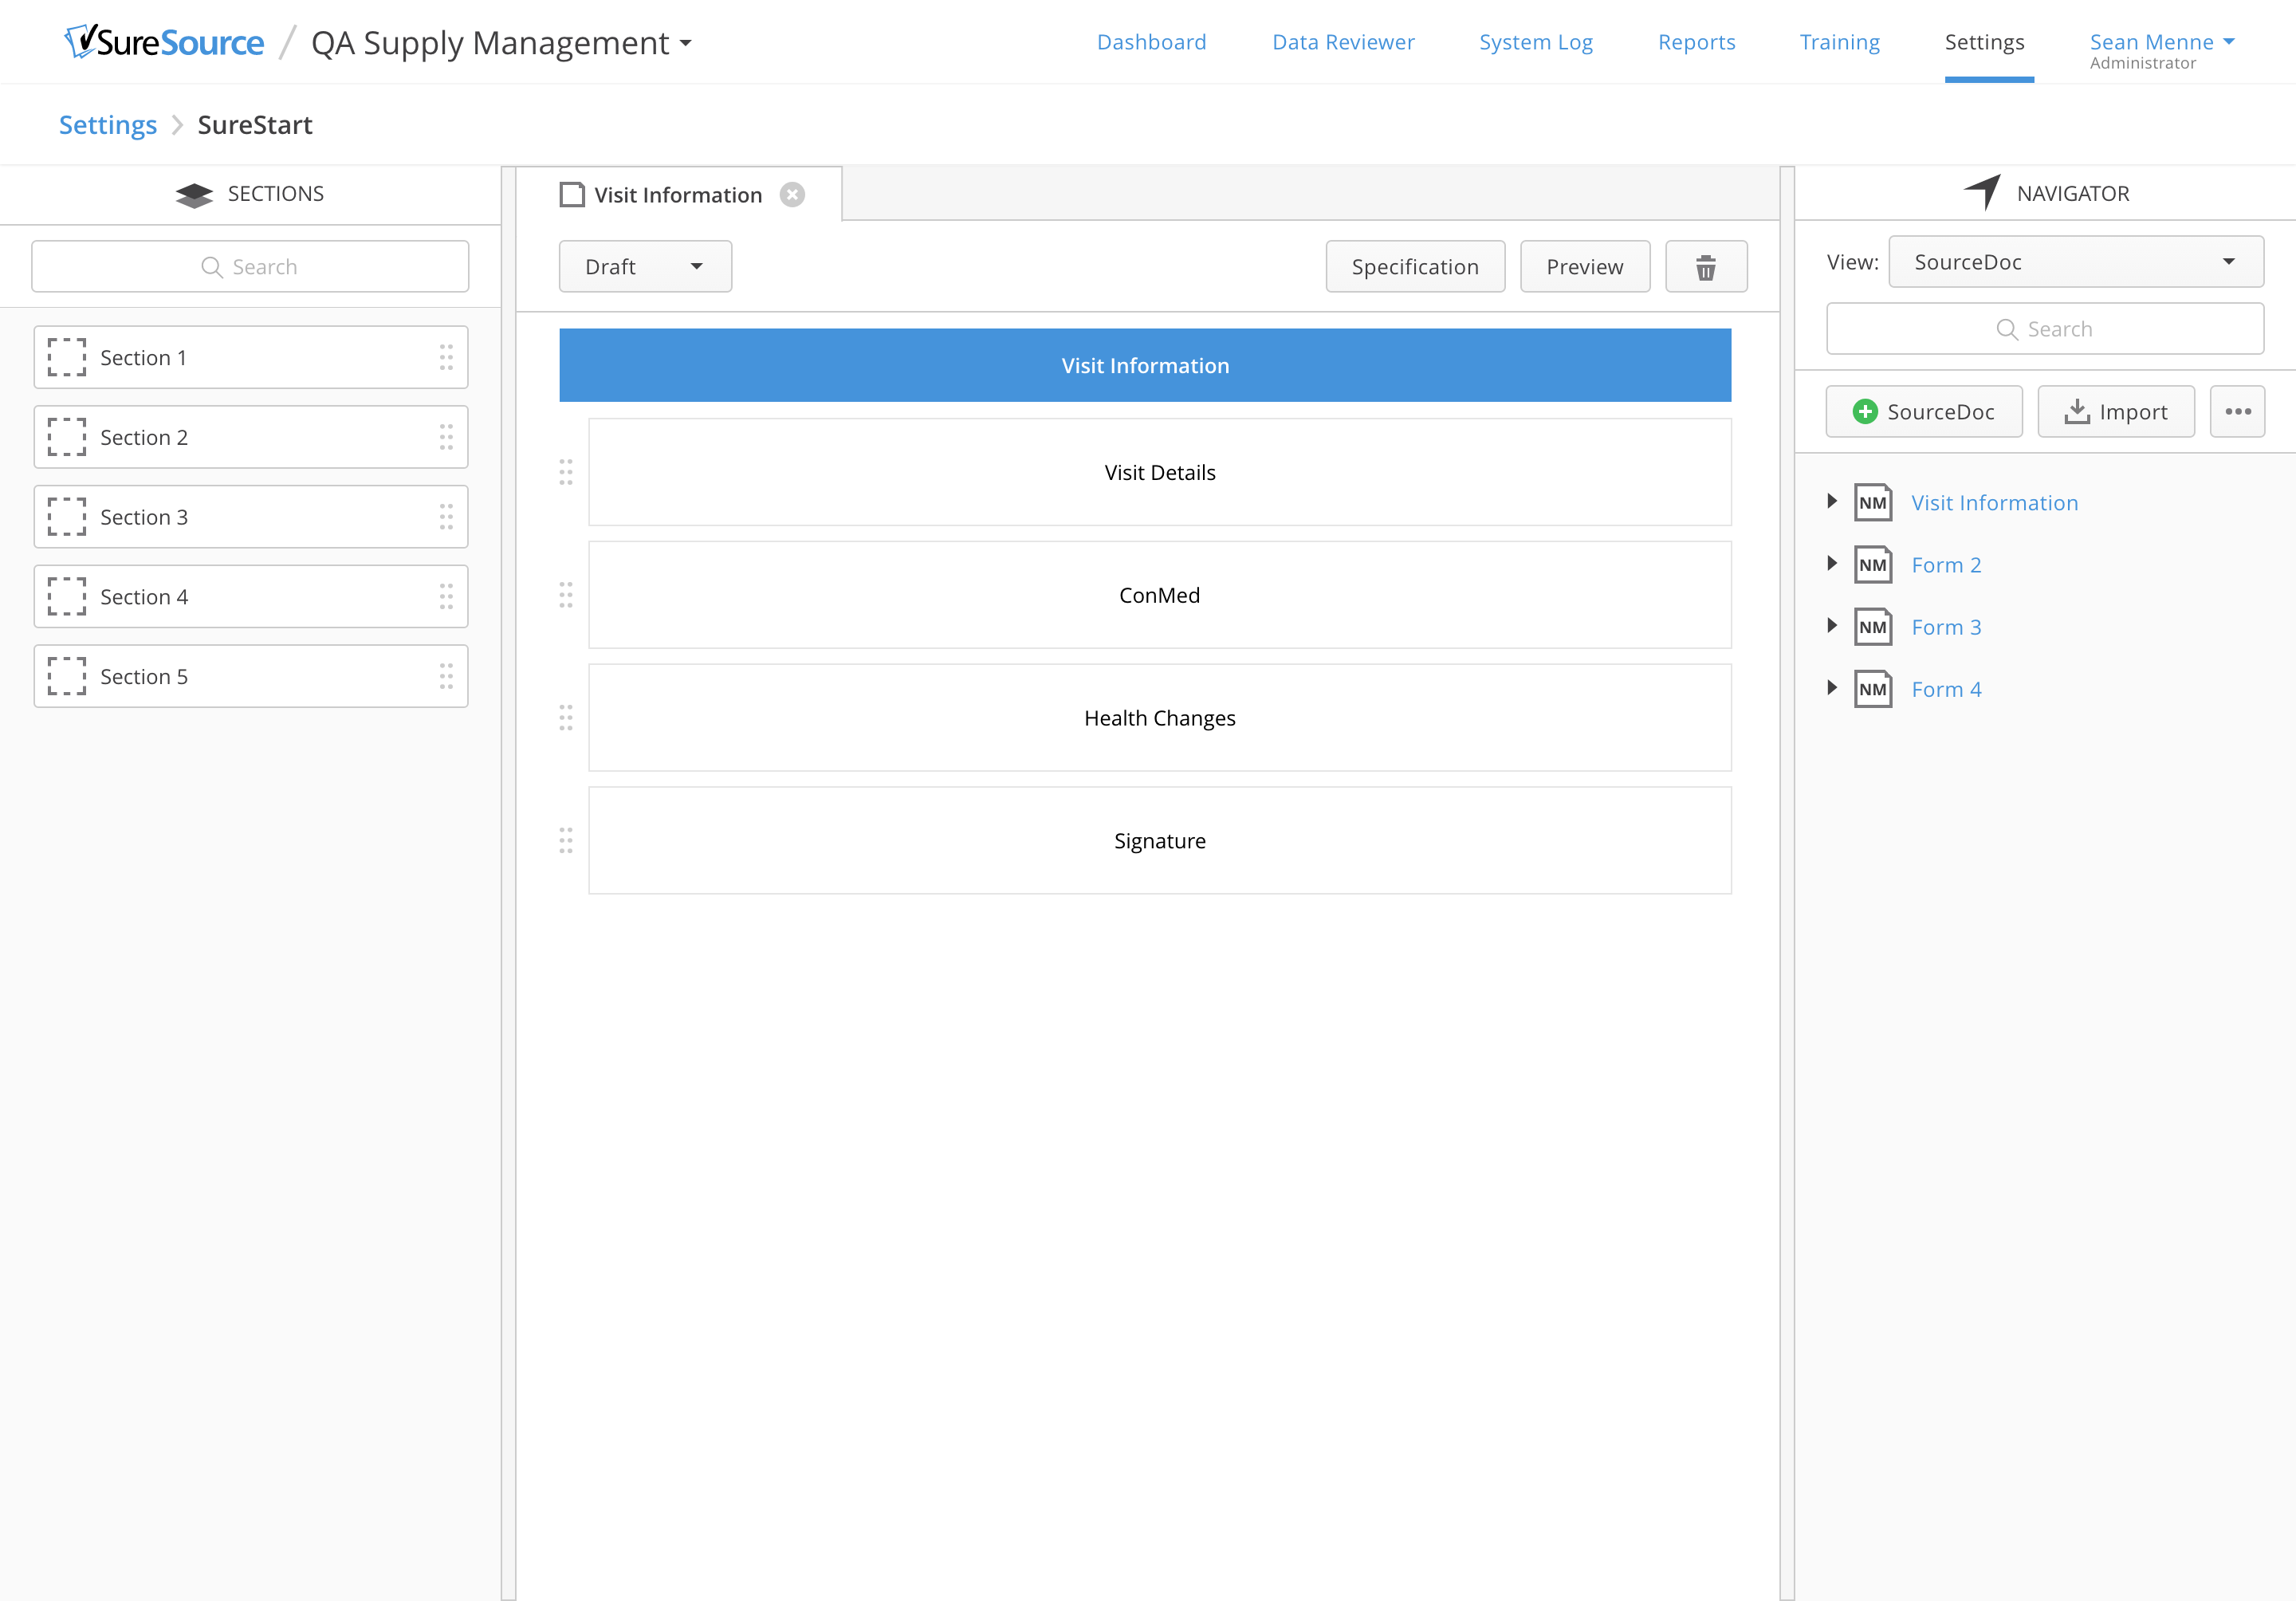 SureSource / QA Supply Management
Dashboard
Data Reviewer
System Log
Reports
Training
Settings
Sean Menne
Administrator
Settings
SureStart
SECTIONS
Search
Section 1
Section 2
Section 3
Section 4
Section 5
Visit Information
Draft
Specification
Preview
Visit Information
Visit Details
ConMed
Health Changes
Signature
NAVIGATOR
View: SourceDoc
Search
SourceDoc
Import
NM Visit Information
NM Form 2
NM Form 3
NM Form 4